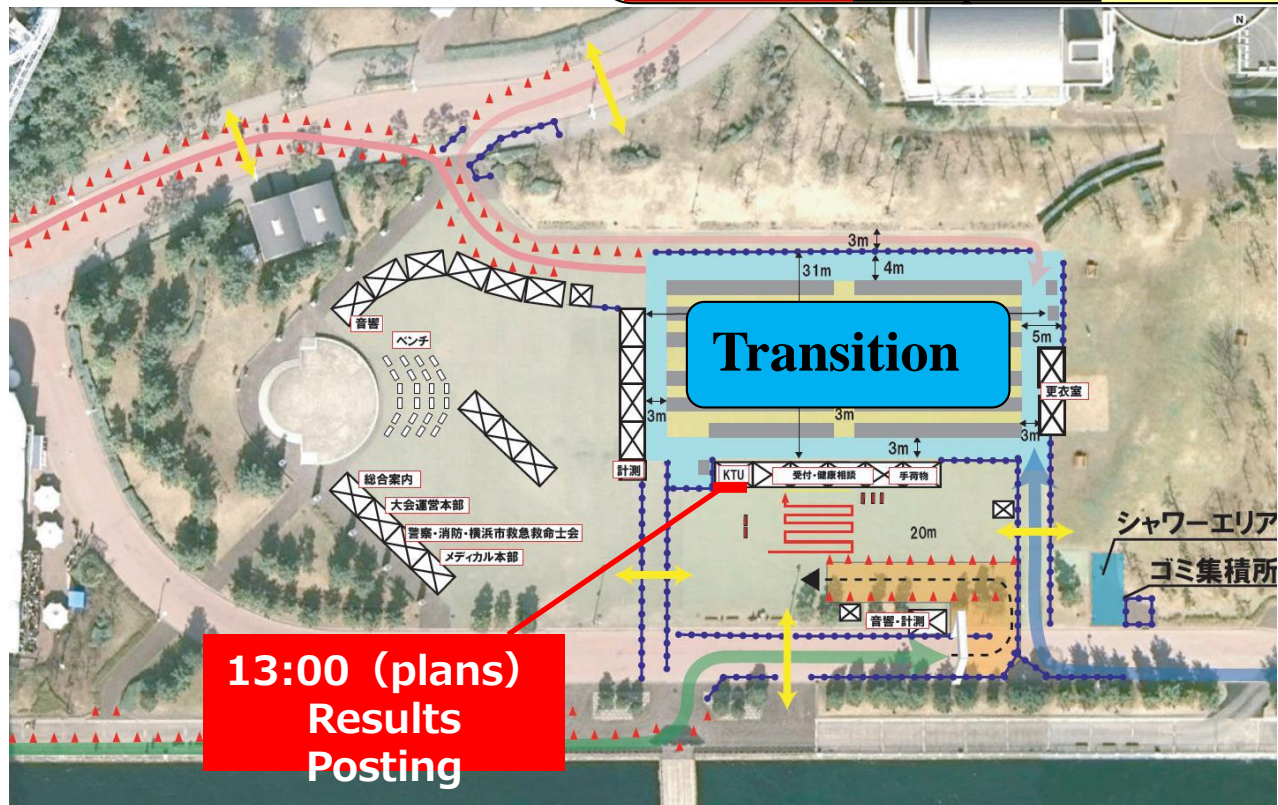 N
3m
31m
4m
音響
ベンチ
Transition
5m
更衣室
3m
3m
3m
3m
計測
KTU
受付・健康相談
手荷物
総合案内
大会運営本部
警察・消防・横浜市救急救命士会
メディカル本部
20m
シャワーエリア
ゴミ集積所
音響・計測
13:00（plans）
Results
Posting